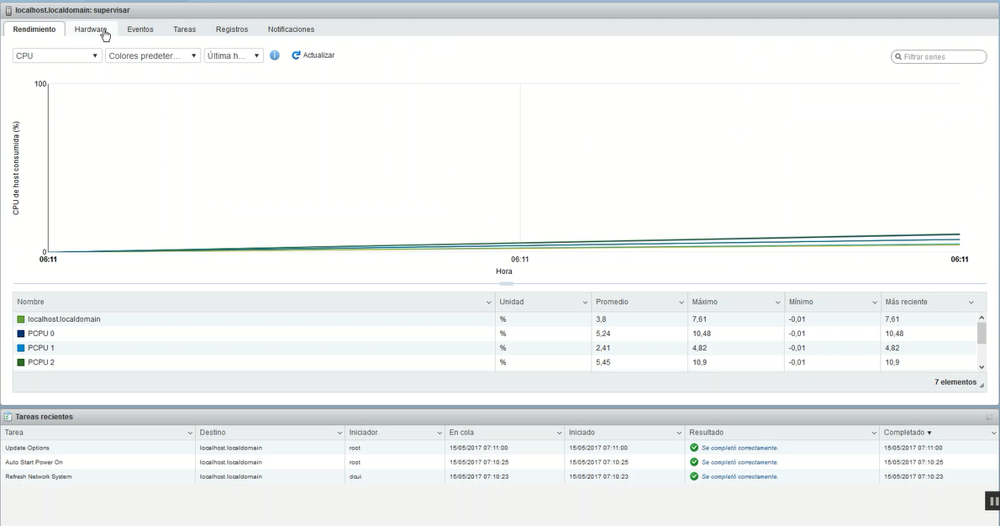 localhost.localdomain: supervisar
Rendimiento Hardware Eventos Tareas Registros Notificaciones
CPU Colores predeter... Última h... Actualizar Filtrar series
100
CPU de host consumida (%)
0
06:11 06:11 06:11
Hora
Nombre Unidad Promedio Máximo Mínimo Más reciente
localhost.localdomain % 3,8 7,61 -0,01 7,61
PCPU 0 % 5,24 10,48 -0,01 10,48
PCPU 1 % 2,41 4,82 -0,01 4,82
PCPU 2 % 5,45 10,9 -0,01 10,9
7 elementos
Tareas recientes
Tarea Destino Iniciador En cola Iniciado Resultado Completado
Update Options localhost.localdomain root 15/05/2017 07:11:00 15/05/2017 07:11:00 Se completó correctamente. 15/05/2017 07:11:00
Auto Start Power On localhost.localdomain root 15/05/2017 07:10:25 15/05/2017 07:10:25 Se completó correctamente. 15/05/2017 07:10:25
Refresh Network System localhost.localdomain dcui 15/05/2017 07:10:23 15/05/2017 07:10:23 Se completó correctamente. 15/05/2017 07:10:23